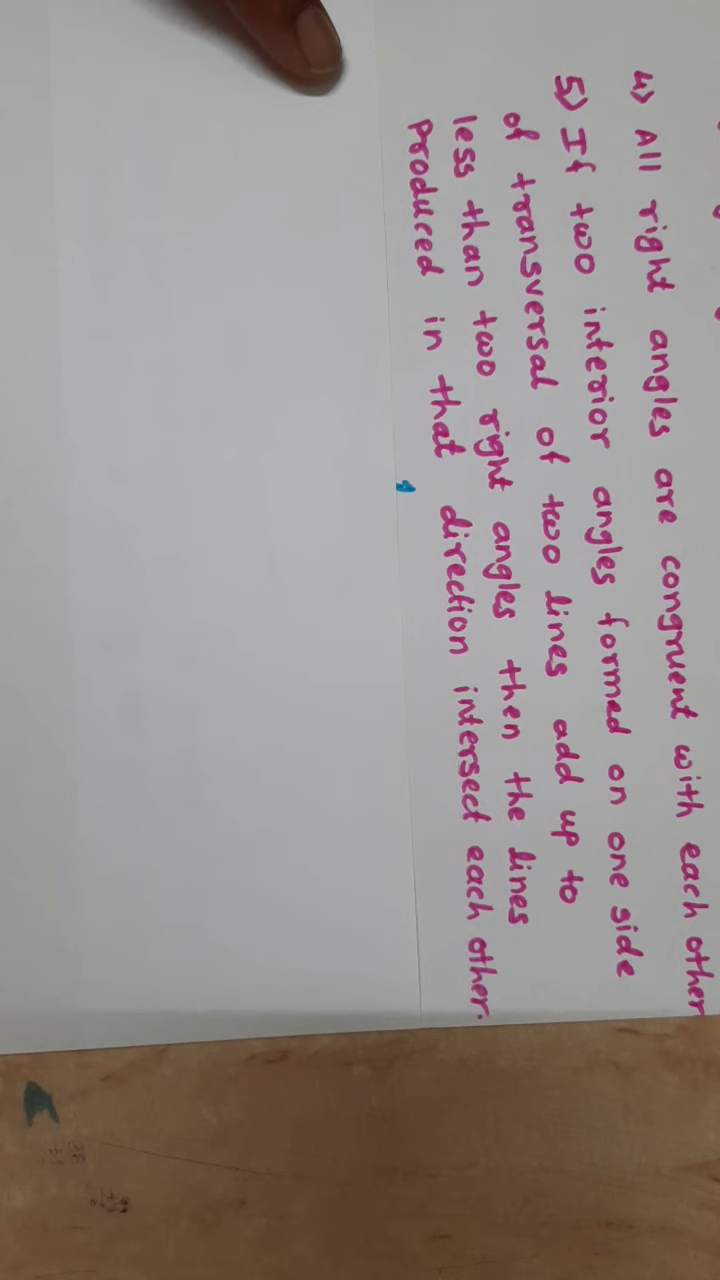 4) All right angles are congruent with each other
5) If two interior angles formed on one side
of transversal of two lines add up to
less than two right angles then the lines
produced in that direction intersect each other.